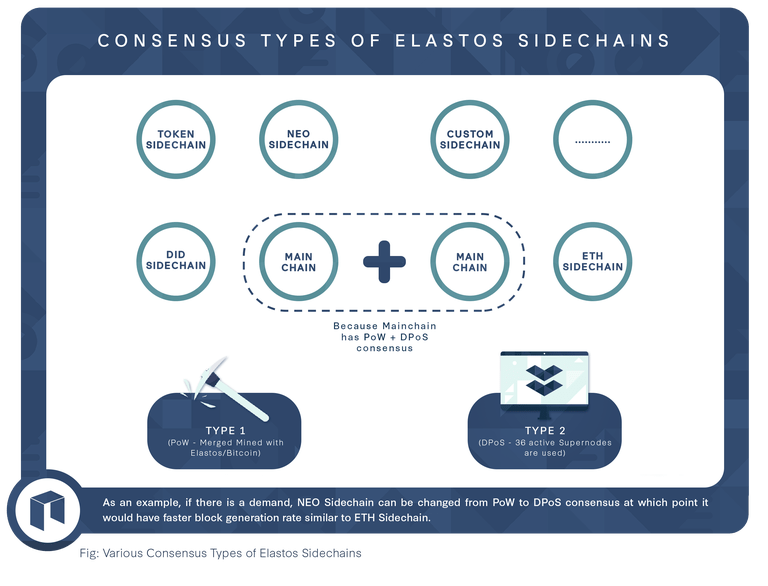 CONSENSUS TYPES OF ELASTOS SIDECHAINS
TOKEN
SIDECHAIN
NEO
SIDECHAIN
CUSTOM
SIDECHAIN
...........
DID
SIDECHAIN
MAIN
CHAIN
MAIN
CHAIN
ETH
SIDECHAIN
Because Mainchain
has PoW + DPoS
consensus
TYPE 1
(PoW - Merged Mined with
Elastos/Bitcoin)
TYPE 2
(DPoS - 36 active Supernodes
are used)
As an example, if there is a demand, NEO Sidechain can be changed from PoW to DPoS consensus at which point it
would have faster block generation rate similar to ETH Sidechain.
Fig: Various Consensus Types of Elastos Sidechains